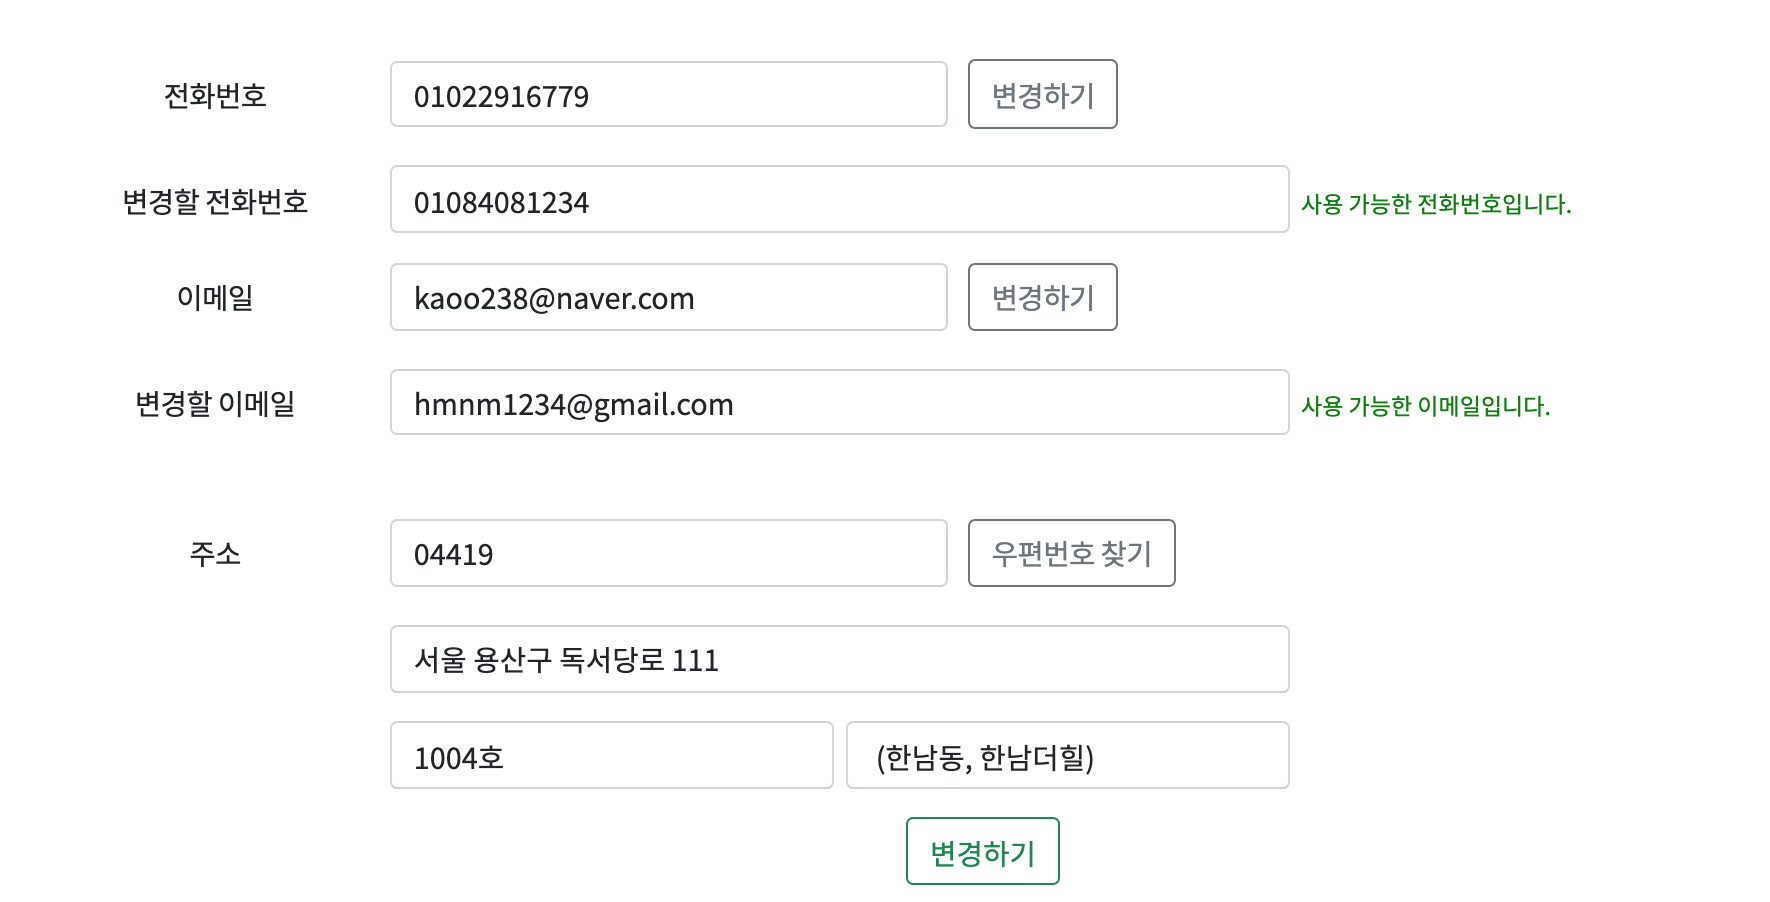 전화번호 01022916779 변경하기
변경할 전화번호 01084081234 사용 가능한 전화번호입니다.
이메일 kaoo238@naver.com 변경하기
변경할 이메일 hmnm1234@gmail.com 사용 가능한 이메일입니다.
주소 04419 우편번호 찾기
서울 용산구 독서당로 111
1004호 (한남동, 한남더힐)
변경하기